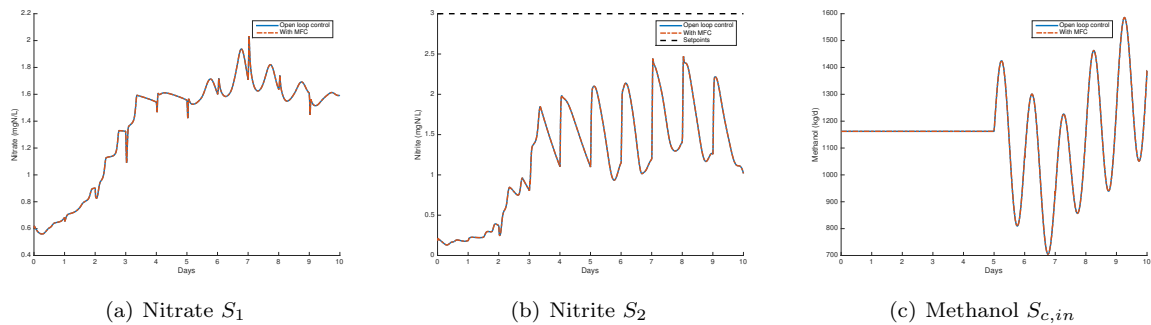 2.2
2
1.8
1.6
1.4
1.2
1
0.8
0.6
0.4
Nitrate (mgN/L)
0 1 2 3 4 5 6 7 8 9 10
Days
Open loop control
With MFC
(a) Nitrate S1
3
2.5
2
1.5
1
0.5
0
Nitrite (mgN/L)
0 1 2 3 4 5 6 7 8 9 10
Days
Open loop control
With MFC
Setpoints
(b) Nitrite S2
1600
1500
1400
1300
1200
1100
1000
900
800
700
Methanol (kg/d)
0 1 2 3 4 5 6 7 8 9 10
Days
Open loop control
With MFC
(c) Methanol Sc,in